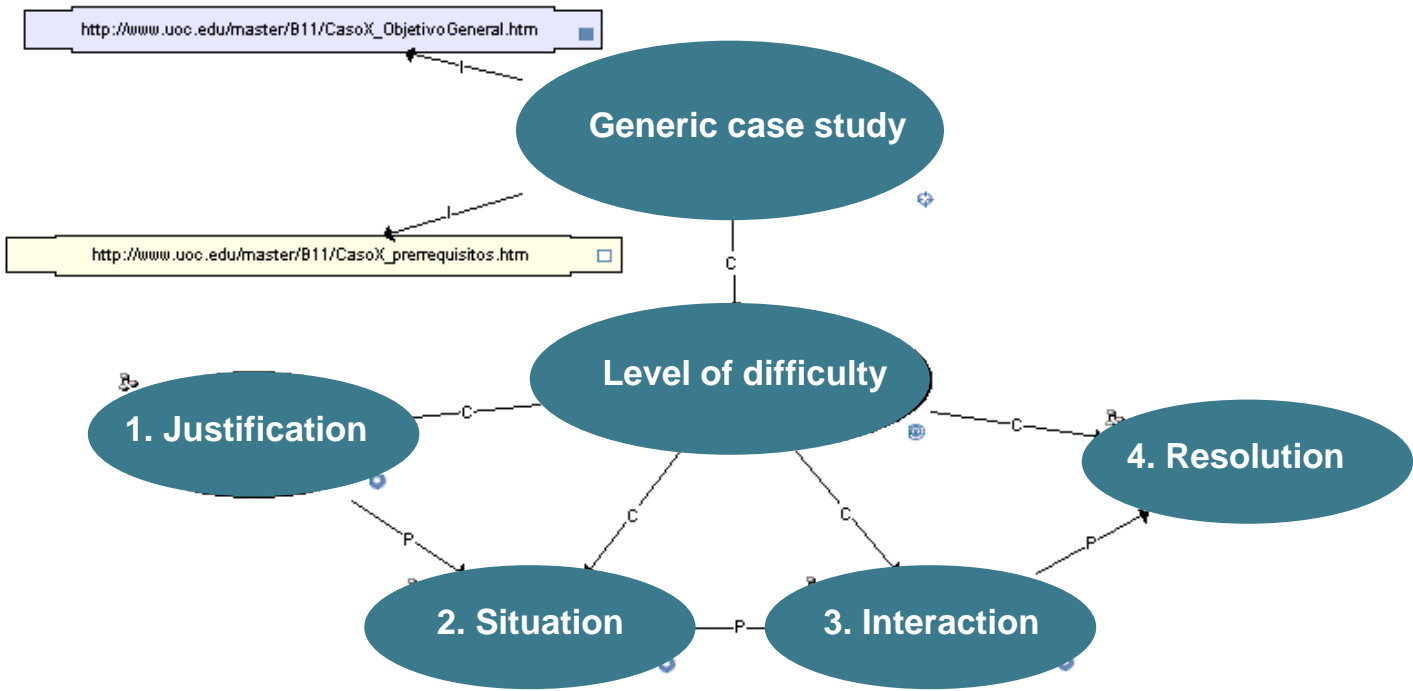 http://www.uoc.edu/master/B11/CasoX_ObjetivoGeneral.htm
I
Generic case study
I
http://www.uoc.edu/master/B11/CasoX_prerrequisitos.htm
C
Level of difficulty
1. Justification
C
C
4. Resolution
C
C
P
P
2. Situation
P
3. Interaction